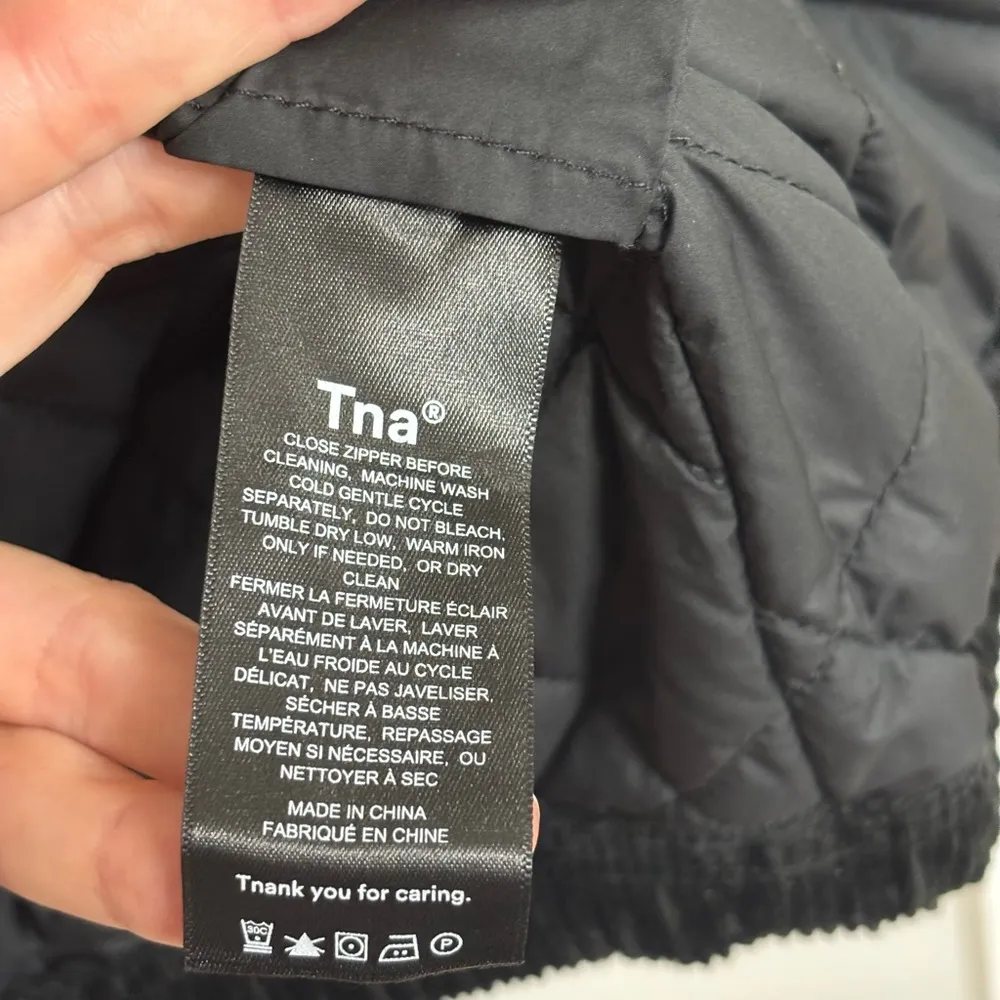 Tna®
CLOSE ZIPPER BEFORE
CLEANING, MACHINE WASH
COLD GENTLE CYCLE
SEPARATELY, DO NOT BLEACH,
TUMBLE DRY LOW, WARM IRON
ONLY IF NEEDED, OR DRY
CLEAN
FERMER LA FERMETURE ÉCLAIR
AVANT DE LAVER, LAVER
SÉPARÉMENT À LA MACHINE À
L'EAU FROIDE AU CYCLE
DÉLICAT, NE PAS JAVELISER,
SÉCHER À BASSE
TEMPÉRATURE, REPASSAGE
MOYEN SI NÉCESSAIRE, OU
NETTOYER À SEC
MADE IN CHINA
FABRIQUÉ EN CHINE
Tnank you for caring.
30C P